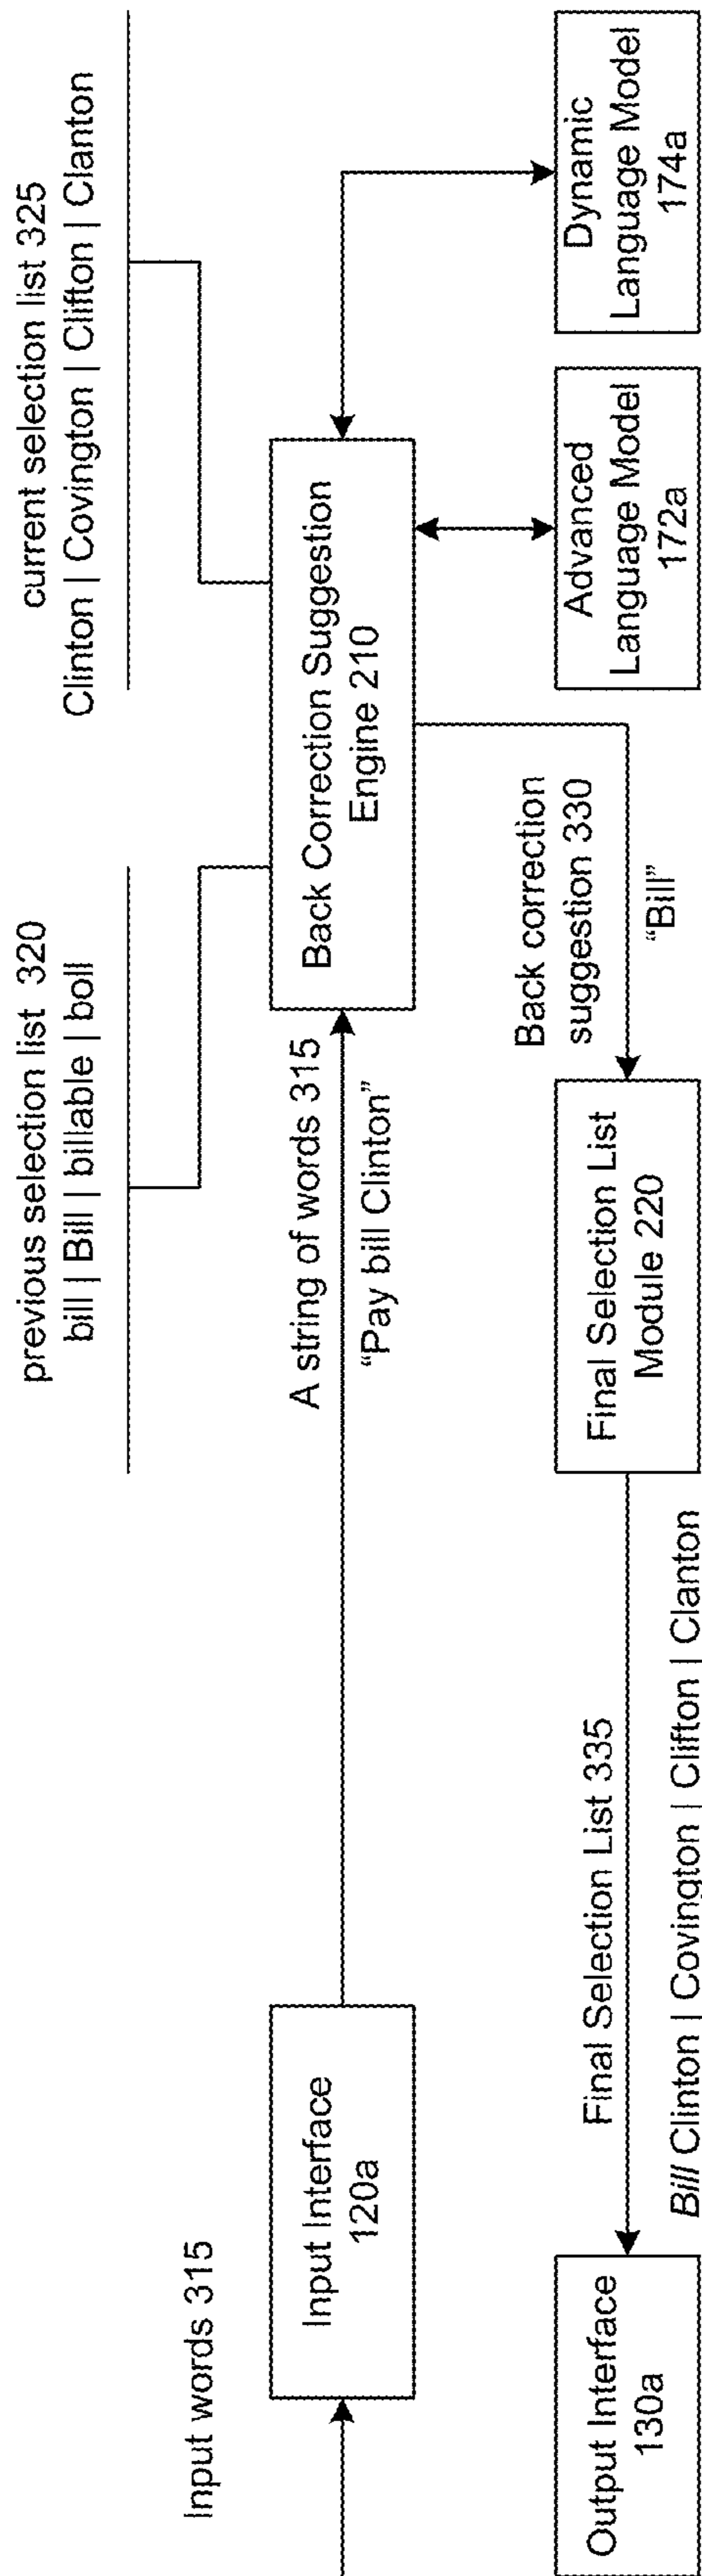 previous selection list 320
bill | Bill | billable | boll
current selection list 325
Clinton | Covington | Clifton | Clanton
Input words 315
Input Interface
120a
A string of words 315
“Pay bill Clinton”
Back Correction Suggestion
Engine 210
Output Interface
130a
Final Selection List 335
Bill Clinton | Covington | Clifton | Clanton
Final Selection List
Module 220
Back correction
suggestion 330
“Bill”
Advanced
Language Model
172a
Dynamic
Language Model
174a